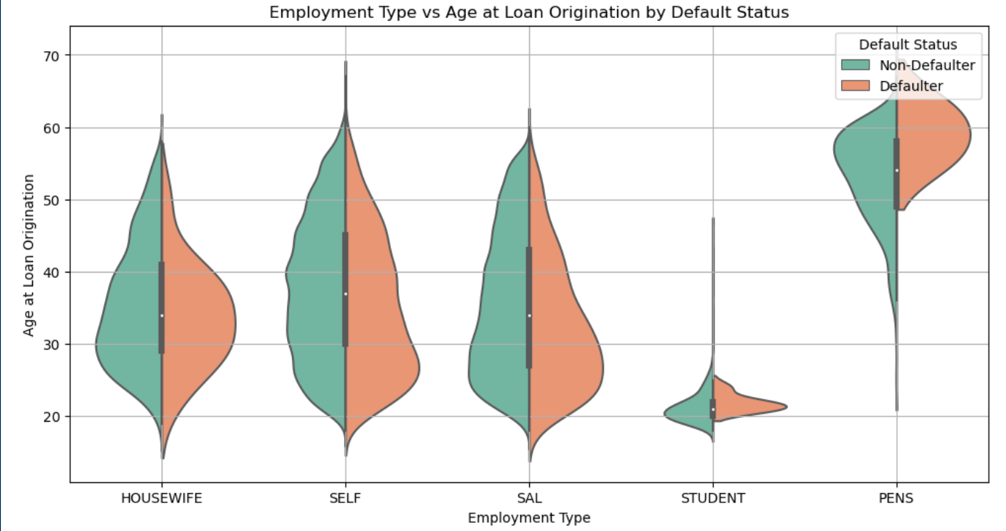 Employment Type vs Age at Loan Origination by Default Status
Default Status
Non-Defaulter
Defaulter
Age at Loan Origination
70
60
50
40
30
20
HOUSEWIFE
SELF
SAL
STUDENT
PENS
Employment Type